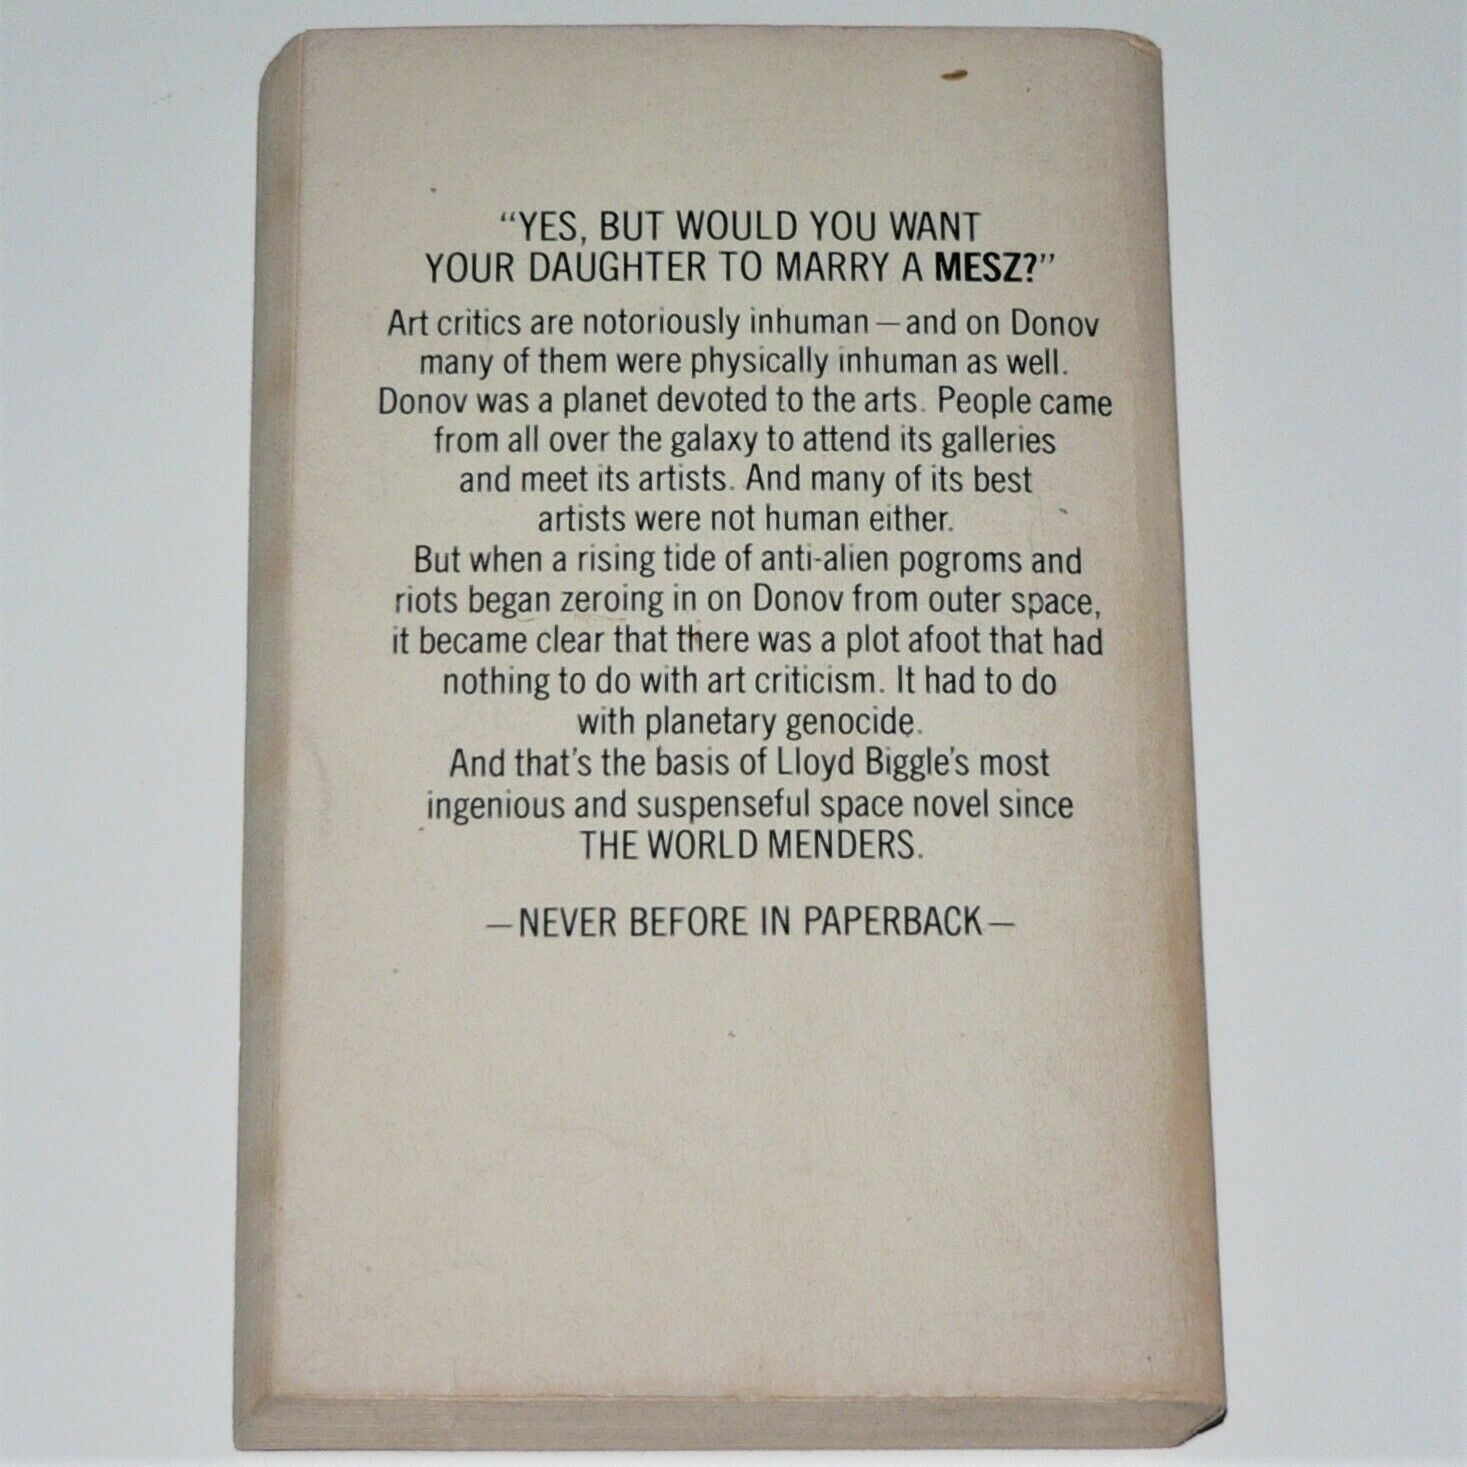 “YES, BUT WOULD YOU WANT
YOUR DAUGHTER TO MARRY A MESZ?”
Art critics are notoriously inhuman—and on Donov
many of them were physically inhuman as well.
Donov was a planet devoted to the arts. People came
from all over the galaxy to attend its galleries
and meet its artists. And many of its best
artists were not human either.
But when a rising tide of anti-alien pogroms and
riots began zeroing in on Donov from outer space,
it became clear that there was a plot afoot that had
nothing to do with art criticism. It had to do
with planetary genocide.
And that's the basis of Lloyd Biggle's most
ingenious and suspenseful space novel since
THE WORLD MENDERS.
—NEVER BEFORE IN PAPERBACK—